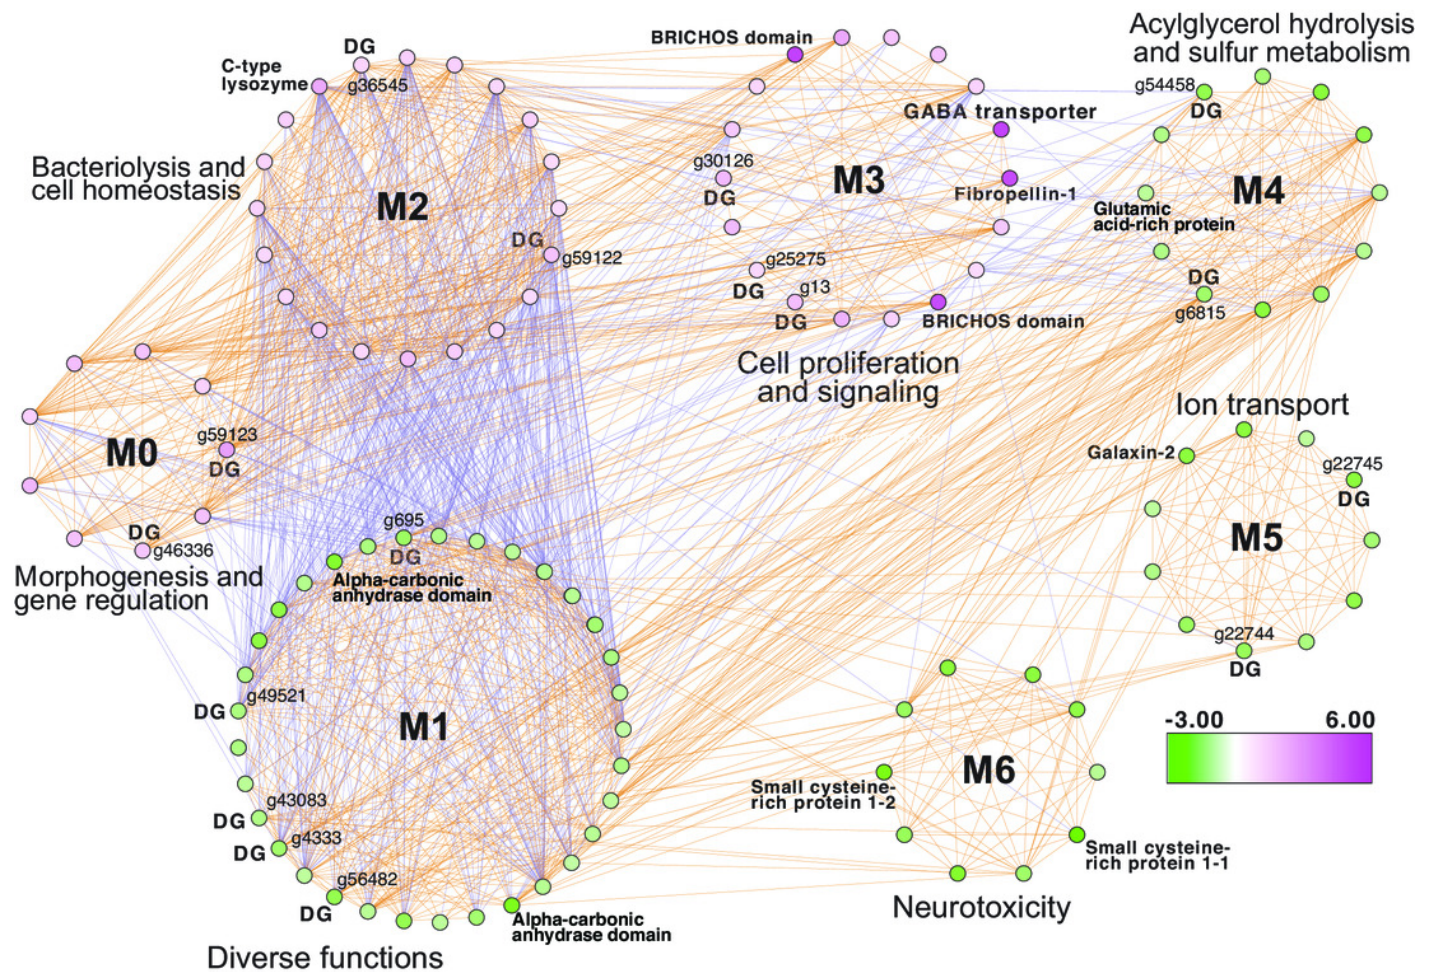 Acylglycerol hydrolysis
and sulfur metabolism
BRICHOS domain
DG
C-type
lysozyme
g36545
g54458
DG
GABA transporter
Bacteriolysis and
cell homeostasis
M2
g30126
DG
M3
Fibropellin-1
M4
Glutamic
acid-rich protein
DG
g59122
g25275
DG
g13
DG
BRICHOS domain
DG
g6815
Cell proliferation
and signaling
Ion transport
M0
g59123
DG
Galaxin-2
g22745
DG
DG
g46336
g695
DG
M5
Morphogenesis and
gene regulation
Alpha-carbonic
anhydrase domain
g22744
DG
g49521
DG
M1
-3.00
6.00
M6
Small cysteine-
rich protein 1-2
g43083
DG
g4333
DG
Small cysteine-
rich protein 1-1
g56482
DG
Alpha-carbonic
anhydrase domain
Neurotoxicity
Diverse functions